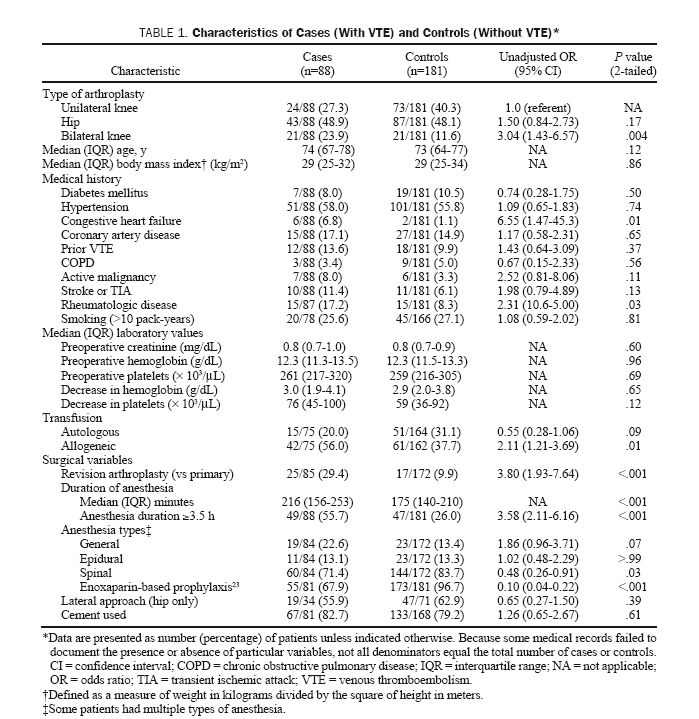 TABLE 1. Characteristics of Cases (With VTE) and Controls (Without VTE)*
Cases Controls Unadjusted OR P value
Characteristic (n=88) (n=181) (95% CI) (2-tailed)
Type of arthroplasty
Unilateral knee 24/88 (27.3) 73/181 (40.3) 1.0 (referent) NA
Hip 43/88 (48.9) 87/181 (48.1) 1.50 (0.84-2.73) .17
Bilateral knee 21/88 (23.9) 21/181 (11.6) 3.04 (1.43-6.57) .004
Median (IQR) age, y 74 (67-78) 73 (64-77) NA .12
Median (IQR) body mass index† (kg/m²) 29 (25-32) 29 (25-34) NA .86
Medical history
Diabetes mellitus 7/88 (8.0) 19/181 (10.5) 0.74 (0.28-1.75) .50
Hypertension 51/88 (58.0) 101/181 (55.8) 1.09 (0.65-1.83) .74
Congestive heart failure 6/88 (6.8) 2/181 (1.1) 6.55 (1.47-45.3) .01
Coronary artery disease 15/88 (17.1) 27/181 (14.9) 1.17 (0.58-2.31) .65
Prior VTE 12/88 (13.6) 18/181 (9.9) 1.43 (0.64-3.09) .37
COPD 3/88 (3.4) 9/181 (5.0) 0.67 (0.15-2.33) .56
Active malignancy 7/88 (8.0) 6/181 (3.3) 2.52 (0.81-8.06) .11
Stroke or TIA 10/88 (11.4) 11/181 (6.1) 1.98 (0.79-4.89) .13
Rheumatologic disease 15/87 (17.2) 15/181 (8.3) 2.31 (10.6-5.00) .03
Smoking (>10 pack-years) 20/78 (25.6) 45/166 (27.1) 1.08 (0.59-2.02) .81
Median (IQR) laboratory values
Preoperative creatinine (mg/dL) 0.8 (0.7-1.0) 0.8 (0.7-0.9) NA .60
Preoperative hemoglobin (g/dL) 12.3 (11.3-13.5) 12.3 (11.5-13.3) NA .96
Preoperative platelets (× 10³/μL) 261 (217-320) 259 (216-305) NA .69
Decrease in hemoglobin (g/dL) 3.0 (1.9-4.1) 2.9 (2.0-3.8) NA .65
Decrease in platelets (× 10³/μL) 76 (45-100) 59 (36-92) NA .12
Transfusion
Autologous 15/75 (20.0) 51/164 (31.1) 0.55 (0.28-1.06) .09
Allogeneic 42/75 (56.0) 61/162 (37.7) 2.11 (1.21-3.69) .01
Surgical variables
Revision arthroplasty (vs primary) 25/85 (29.4) 17/172 (9.9) 3.80 (1.93-7.64) <.001
Duration of anesthesia
Median (IQR) minutes 216 (156-253) 175 (140-210) NA <.001
Anesthesia duration ≥3.5 h 49/88 (55.7) 47/181 (26.0) 3.58 (2.11-6.16) <.001
Anesthesia types‡
General 19/84 (22.6) 23/172 (13.4) 1.86 (0.96-3.71) .07
Epidural 11/84 (13.1) 23/172 (13.3) 1.02 (0.48-2.29) >.99
Spinal 60/84 (71.4) 144/172 (83.7) 0.48 (0.26-0.91) .03
Enoxaparin-based prophylaxis²³ 55/81 (67.9) 173/181 (96.7) 0.10 (0.04-0.22) <.001
Lateral approach (hip only) 19/34 (55.9) 47/71 (62.9) 0.65 (0.27-1.50) .39
Cement used 67/81 (82.7) 133/168 (79.2) 1.26 (0.65-2.67) .61
*Data are presented as number (percentage) of patients unless indicated otherwise. Because some medical records failed to
document the presence or absence of particular variables, not all denominators equal the total number of cases or controls.
CI = confidence interval; COPD = chronic obstructive pulmonary disease; IQR = interquartile range; NA = not applicable;
OR = odds ratio; TIA = transient ischemic attack; VTE = venous thromboembolism.
†Defined as a measure of weight in kilograms divided by the square of height in meters.
‡Some patients had multiple types of anesthesia.